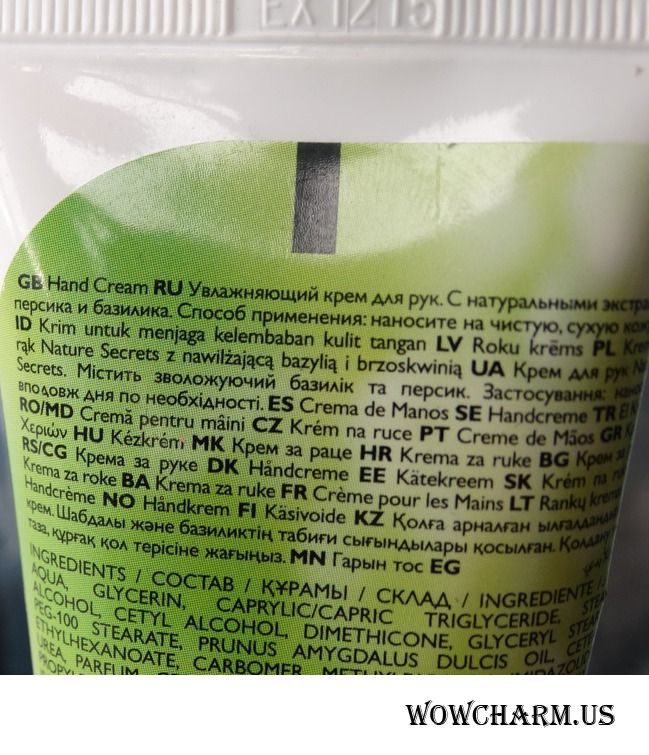 EX1215
GB Hand Cream RU Увлажняющий крем для рук. С натуральными
персика и базилика. Способ применения: наносите на чистую, сухую
ID Krim untuk menjaga kelembaban kulit tangan LV Roku krēms PL
rąk Nature Secrets z nawilżającą bazylią i brzoskwinią UA Крем для рук
Secrets. Містить зволожуючий базилік та персик. Застосування:
вподовж дня по необхідності. ES Crema de Manos SE Handcreme TR El
RO/MD Cremă pentru mâini CZ Krém na ruce PT Creme de Mãos GR
Χεριών HU Kézkrém MK Крем за раце HR Krema za ruke BG Крем
RS/CG Крема за руке DK Håndcreme EE Kätekreem SK Krém na
Krema za roke BA Krema za ruke FR Crème pour les Mains LT Rankų
Handcrème NO Håndkrem FI Käsivoide KZ Қолға арналған
крем. Шабдалы және базиликтің табиғи сығындылары қосылған.
таза, құрғақ қол терісіне жағыңыз. MN Гарын тос EG
INGREDIENTS / СОСТАВ / ҚҰРАМЫ / СКЛАД / INGREDIENTE /
AQUA, GLYCERIN, CAPRYLIC/CAPRIC TRIGLYCERIDE,
ALCOHOL, CETYL ALCOHOL, DIMETHICONE, GLYCERYL
PEG-100 STEARATE, PRUNUS AMYGDALUS DULCIS OIL,
ETHYLHEXANOATE, CARBOMER,
UREA, PARFUM,
WOWCHARM.US